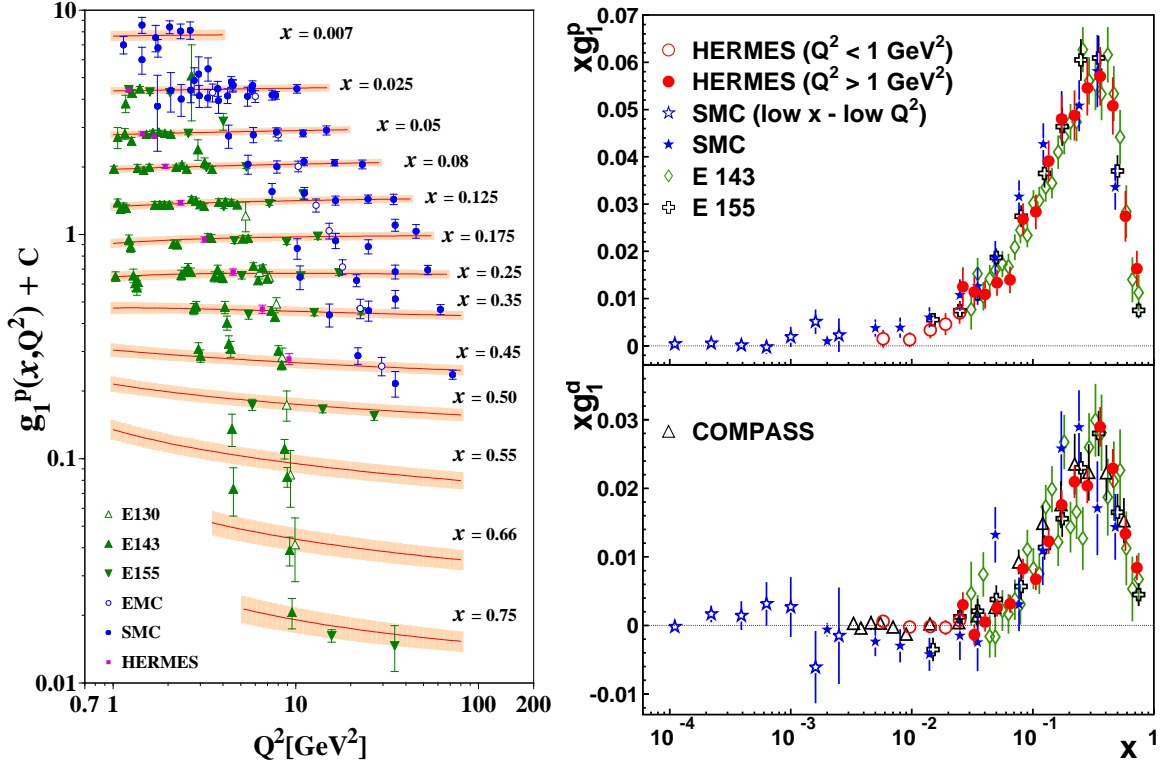 g₁ᵖ(x,Q²) + C
10
1
0.1
0.01
x = 0.007
x = 0.025
x = 0.05
x = 0.08
x = 0.125
x = 0.175
x = 0.25
x = 0.35
x = 0.45
x = 0.50
x = 0.55
x = 0.66
x = 0.75
E130
E143
E155
EMC
SMC
HERMES
0.7 1 10 100 200
Q²[GeV²]
xg₁ᵖ
0.07
0.06
0.05
0.04
0.03
0.02
0.01
0
HERMES (Q² < 1 GeV²)
HERMES (Q² > 1 GeV²)
SMC (low x - low Q²)
SMC
E 143
E 155
xg₁ᵈ
0.03
0.02
0.01
0
-0.01
COMPASS
10⁻⁴ 10⁻³ 10⁻² 10⁻¹ 1
x